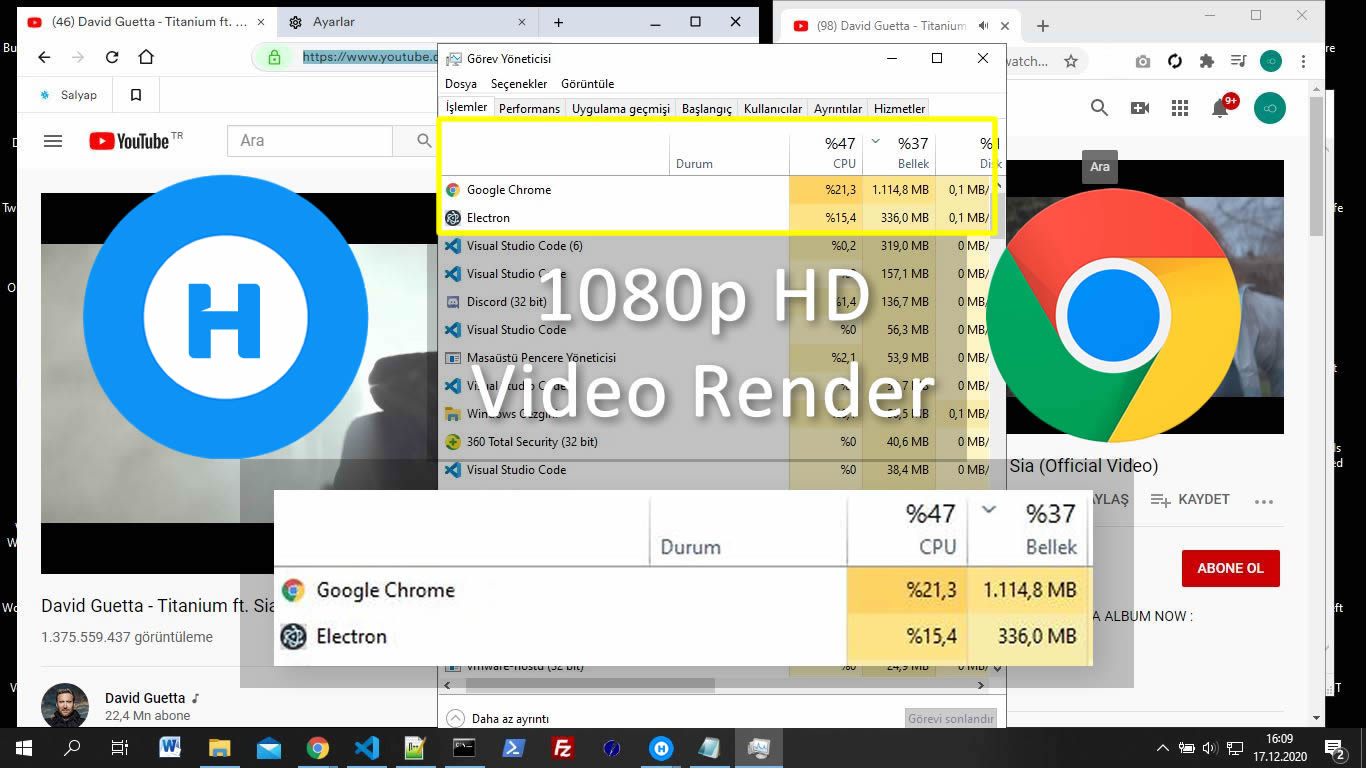 (46) David Guetta - Titanium ft. ...
Ayarlar
(98) David Guetta - Titanium
https://www.youtube.c
watch...
Salyap
YouTube TR
Ara
9+
Ara
Görev Yöneticisi
Dosya Seçenekler Görüntüle
İşlemler Performans Uygulama geçmişi Başlangıç Kullanıcılar Ayrıntılar Hizmetler
%47 %37
Durum CPU Bellek Disk
Google Chrome %21,3 1.114,8 MB 0,1 MB/
Electron %15,4 336,0 MB 0,1 MB/
Visual Studio Code (6) %0,2 319,0 MB 0 MB/
Visual Studio Code 157,1 MB 0 MB/
Discord (32 bit) %1,4 136,7 MB 0 MB/
Visual Studio Code %0 56,3 MB 0 MB/
Masaüstü Pencere Yöneticisi %2,1 53,9 MB 0 MB/
Visual Studio Code MB 0 MB/
Windows Gezgini MB 0,1 MB/
360 Total Security (32 bit) %0 40,6 MB 0 MB/
Visual Studio Code %0 38,4 MB 0 MB/
1080p HD
Video Render
H
%47 %37
Durum CPU Bellek
Google Chrome %21,3 1.114,8 MB
Electron %15,4 336,0 MB
vmware-hostd (32 bit) %0 24,9 MB 0 MB/
Daha az ayrıntı
Görevi sonlandır
David Guetta - Titanium ft. Sia
1.375.559.437 görüntüleme
David Guetta
22,4 Mn abone
Sia (Official Video)
YLAŞ KAYDET
ABONE OL
A ALBUM NOW :
16:09
17.12.2020
2